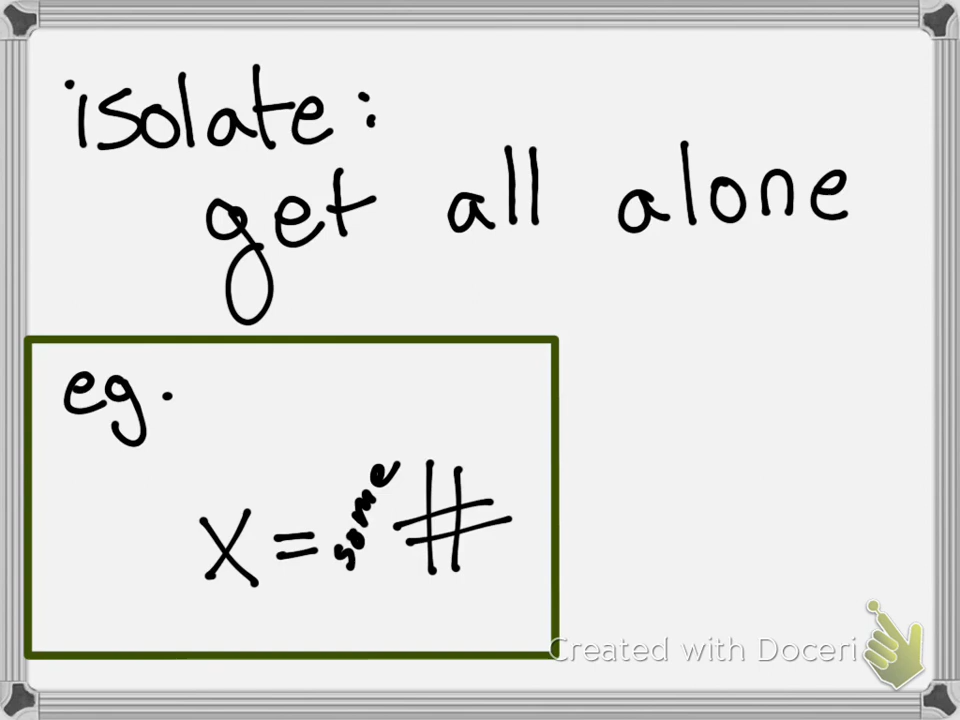 isolate:
get all alone
eg.
x = some #
Created with Doceri